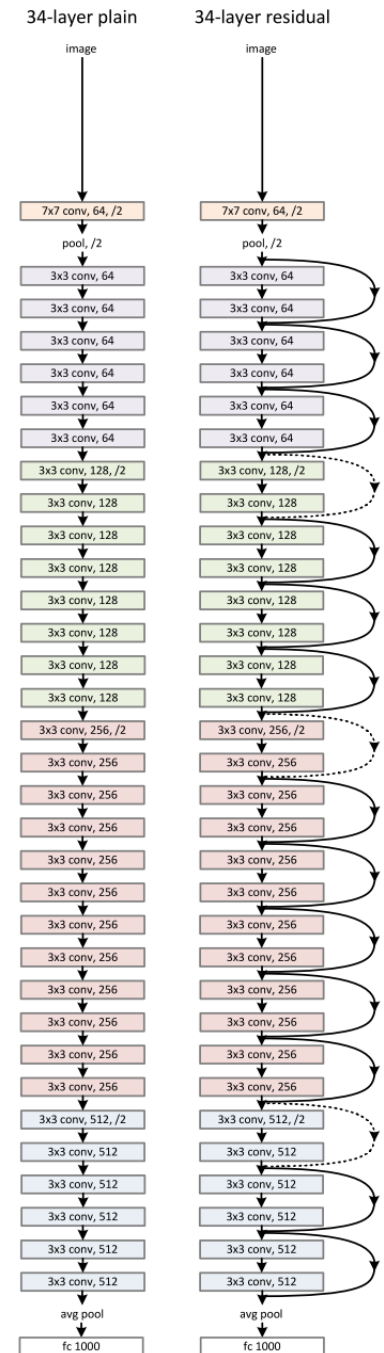 34-layer plain
image
7x7 conv, 64, /2
pool, /2
3x3 conv, 64
3x3 conv, 64
3x3 conv, 64
3x3 conv, 64
3x3 conv, 64
3x3 conv, 64
3x3 conv, 128, /2
3x3 conv, 128
3x3 conv, 128
3x3 conv, 128
3x3 conv, 128
3x3 conv, 128
3x3 conv, 128
3x3 conv, 128
3x3 conv, 256, /2
3x3 conv, 256
3x3 conv, 256
3x3 conv, 256
3x3 conv, 256
3x3 conv, 256
3x3 conv, 256
3x3 conv, 256
3x3 conv, 256
3x3 conv, 256
3x3 conv, 256
3x3 conv, 256
3x3 conv, 512, /2
3x3 conv, 512
3x3 conv, 512
3x3 conv, 512
3x3 conv, 512
3x3 conv, 512
avg pool
fc 1000
34-layer residual
image
7x7 conv, 64, /2
pool, /2
3x3 conv, 64
3x3 conv, 64
3x3 conv, 64
3x3 conv, 64
3x3 conv, 64
3x3 conv, 64
3x3 conv, 128, /2
3x3 conv, 128
3x3 conv, 128
3x3 conv, 128
3x3 conv, 128
3x3 conv, 128
3x3 conv, 128
3x3 conv, 128
3x3 conv, 256, /2
3x3 conv, 256
3x3 conv, 256
3x3 conv, 256
3x3 conv, 256
3x3 conv, 256
3x3 conv, 256
3x3 conv, 256
3x3 conv, 256
3x3 conv, 256
3x3 conv, 256
3x3 conv, 256
3x3 conv, 512, /2
3x3 conv, 512
3x3 conv, 512
3x3 conv, 512
3x3 conv, 512
3x3 conv, 512
avg pool
fc 1000